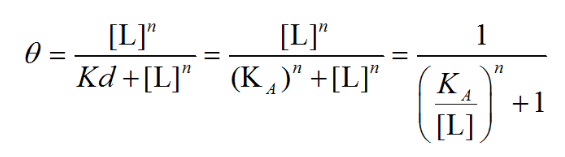 θ = [L]ⁿ / (Kd + [L]ⁿ) = [L]ⁿ / ((K_A)ⁿ + [L]ⁿ) = 1 / ((K_A / [L])ⁿ + 1)